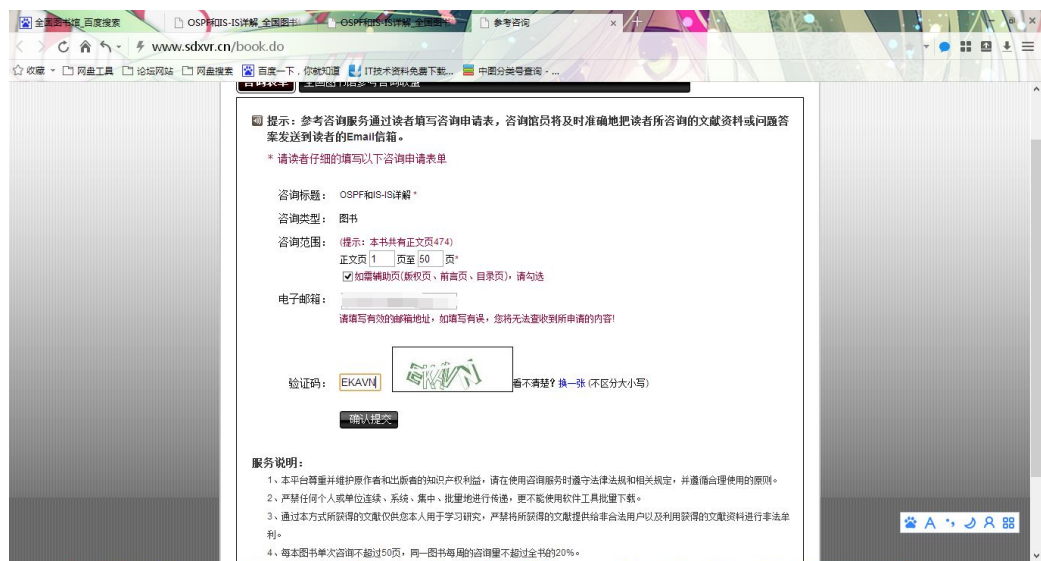 全国图书馆_百度搜索
OSPF和IS-IS详解_全国图书
OSPF和IS-IS详解_全国图书
参考咨询
www.sdxvr.cn/book.do
收藏 网盘工具 论坛网站 网盘搜索 百度一下，你就知道 IT技术资料免费下载... 中图分类号查询 - ...
咨询表单 全国图书馆参考咨询联盟
提示：参考咨询服务通过读者填写咨询申请表，咨询馆员将及时准确地把读者所咨询的文献资料或问题答
案发送到读者的Email信箱。
* 请读者仔细的填写以下咨询申请表单
咨询标题： OSPF和IS-IS详解 *
咨询类型： 图书
咨询范围： (提示：本书共有正文页474)
正文页 1 页至 50 页*
如需辅助页(版权页、前言页、目录页)，请勾选
电子邮箱：
请填写有效的邮箱地址，如填写有误，您将无法查收到所申请的内容!
验证码： EKAVN EKAVN 看不清楚? 换一张 (不区分大小写)
确认提交
服务说明：
1、本平台尊重并维护原作者和出版者的知识产权利益，请在使用咨询服务时遵守法律法规和相关规定，并遵循合理使用的原则。
2、严禁任何个人或单位连续、系统、集中、批量地进行传递，更不能使用软件工具批量下载。
3、通过本方式所获得的文献仅供您本人用于学习研究，严禁将所获得的文献提供给非合法用户以及利用获得的文献资料进行非法牟
利。
4、每本图书单次咨询不超过50页，同一图书每周的咨询量不超过全书的20%。